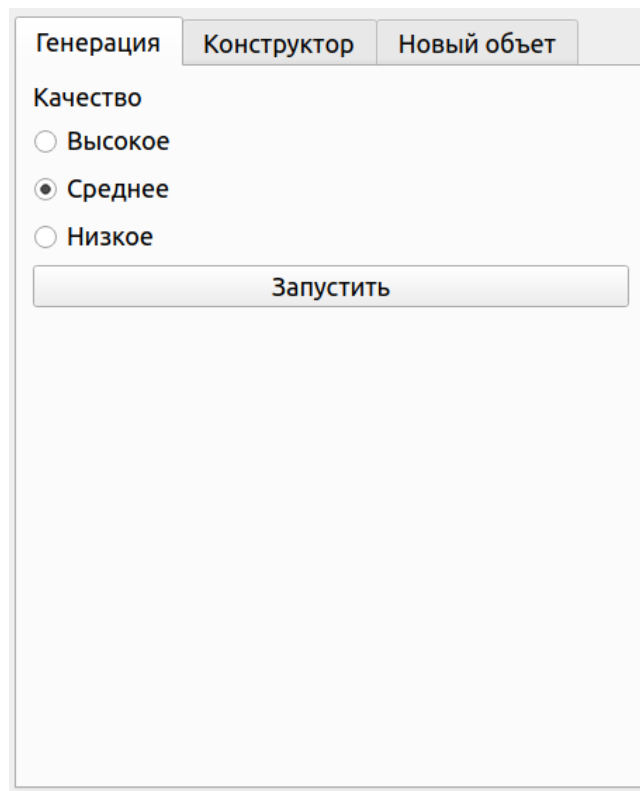 Генерация Конструктор Новый объет
Качество
Высокое
Среднее
Низкое
Запустить